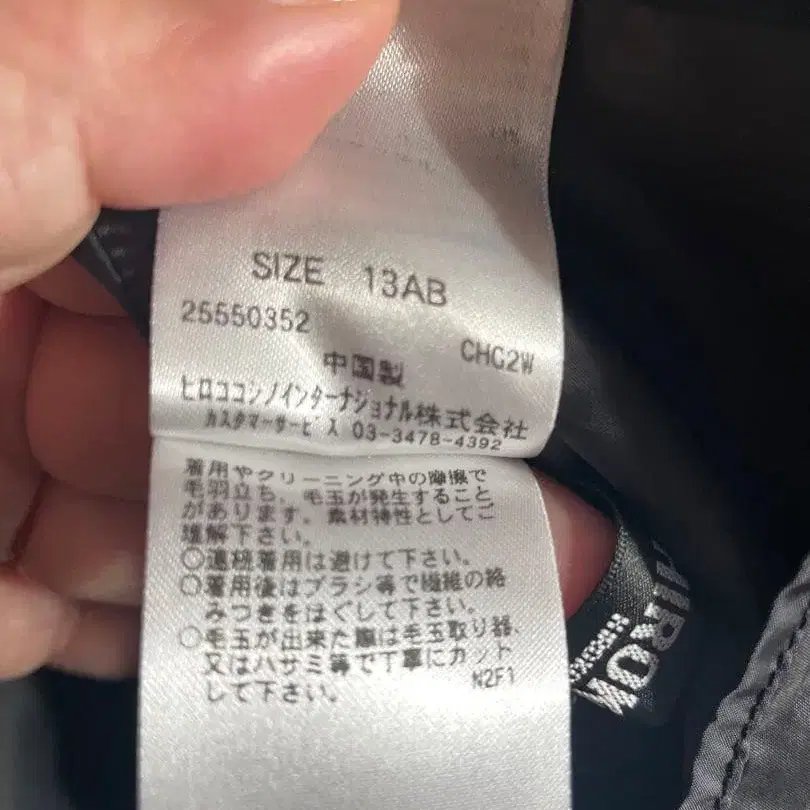 SIZE 13AB
25550352
CHG2W
中国製
ヒロココシノインターナショナル株式会社
カスタマーサービス 03-3478-4392
着用やクリーニング中の摩擦で
毛羽立ち、毛玉が発生すること
があります。素材特性としてご
理解下さい。
○連続着用は避けて下さい。
○着用後はブラシ等で繊維の絡
みつきをほぐして下さい。
○毛玉が出来た際は毛玉取り器、
又はハサミ等で丁寧にカット
して下さい。
N2F1